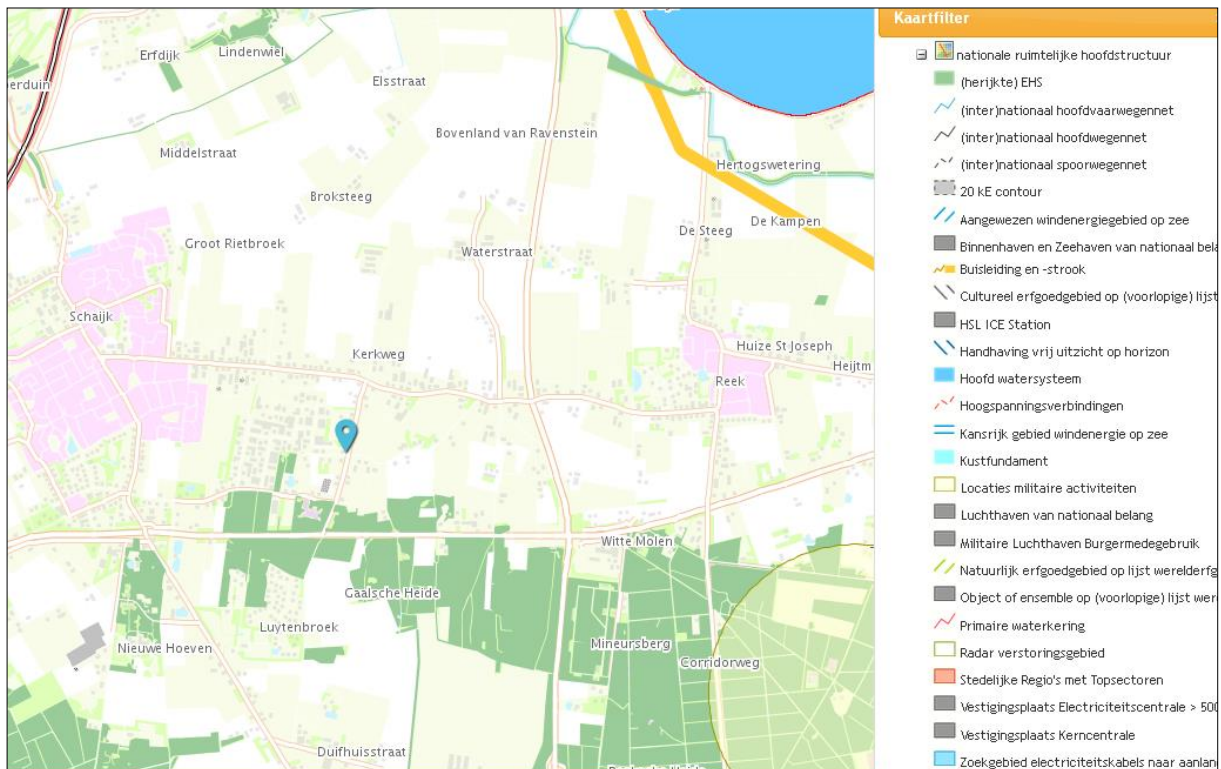 Erfdijk
Lindenwiel
erduin
Elsstraat
Bovenland van Ravenstein
Middelstraat
Hertogswetering
Broksteeg
De Kampen
De Steeg
Groot Rietbroek
Waterstraat
Schaijk
Huize St Joseph
Kerkweg
Heijtm
Reek
Witte Molen
Gaalsche Heide
Luytenbroek
Mineursberg
Nieuwe Hoeven
Corridorweg
Duifhuisstraat
Kaartfilter
nationale ruimtelijke hoofdstructuur
(herijkte) EHS
(inter)nationaal hoofdvaarwegennet
(inter)nationaal hoofdwegennet
(inter)nationaal spoorwegennet
20 kE contour
Aangewezen windenergiegebied op zee
Binnenhaven en Zeehaven van nationaal bela
Buisleiding en -strook
Cultureel erfgoedgebied op (voorlopige) lijst
HSL ICE Station
Handhaving vrij uitzicht op horizon
Hoofd watersysteem
Hoogspanningsverbindingen
Kansrijk gebied windenergie op zee
Kustfundament
Locaties militaire activiteiten
Luchthaven van nationaal belang
Militaire Luchthaven Burgermedegebruik
Natuurlijk erfgoedgebied op lijst werelderfg
Object of ensemble op (voorlopige) lijst wer
Primaire waterkering
Radar verstoringsgebied
Stedelijke Regio's met Topsectoren
Vestigingsplaats Electriciteitscentrale > 500
Vestigingsplaats Kerncentrale
Zoekgebied electriciteitskabels naar aanlan